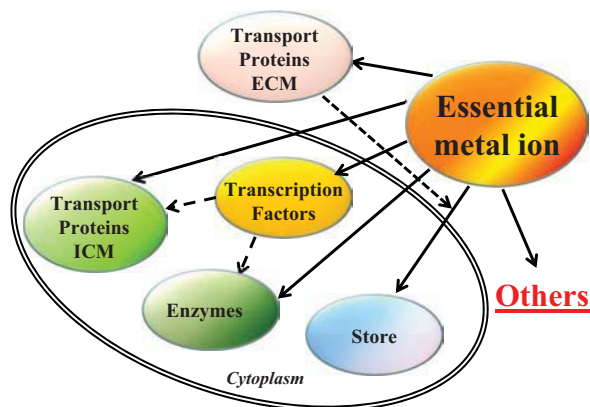 Transport
Proteins
ECM
Essential
metal ion
Transcription
Factors
Transport
Proteins
ICM
Enzymes
Store
Others
Cytoplasm